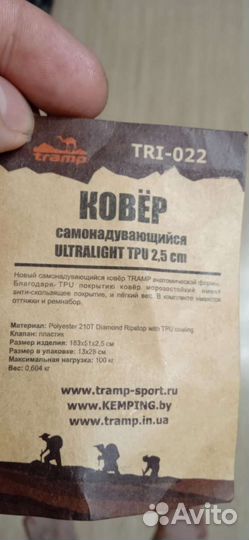 tramp
TRI-022
КОВЁР
самонадувающийся
ULTRALIGHT TPU 2,5 cm
Новый самонадувающийся ковёр TRAMP анатомической формы.
Благодаря TPU покрытию ковёр морозостойкий, имеет
анти-скользящее покрытие, и лёгкий вес. В комплекте имеются
оттяжки и ремнабор.
Материал: Polyester 210T Diamond Ripstop with TPU coating
Клапан: пластик
Размер изделия: 183х51х2,5 см
Размер в упаковке: 13х28 см
Максимальная нагрузка: 100 кг
Вес: 0,604 кг
www.tramp-sport.ru
www.KEMPING.by
www.tramp.in.ua
Avito